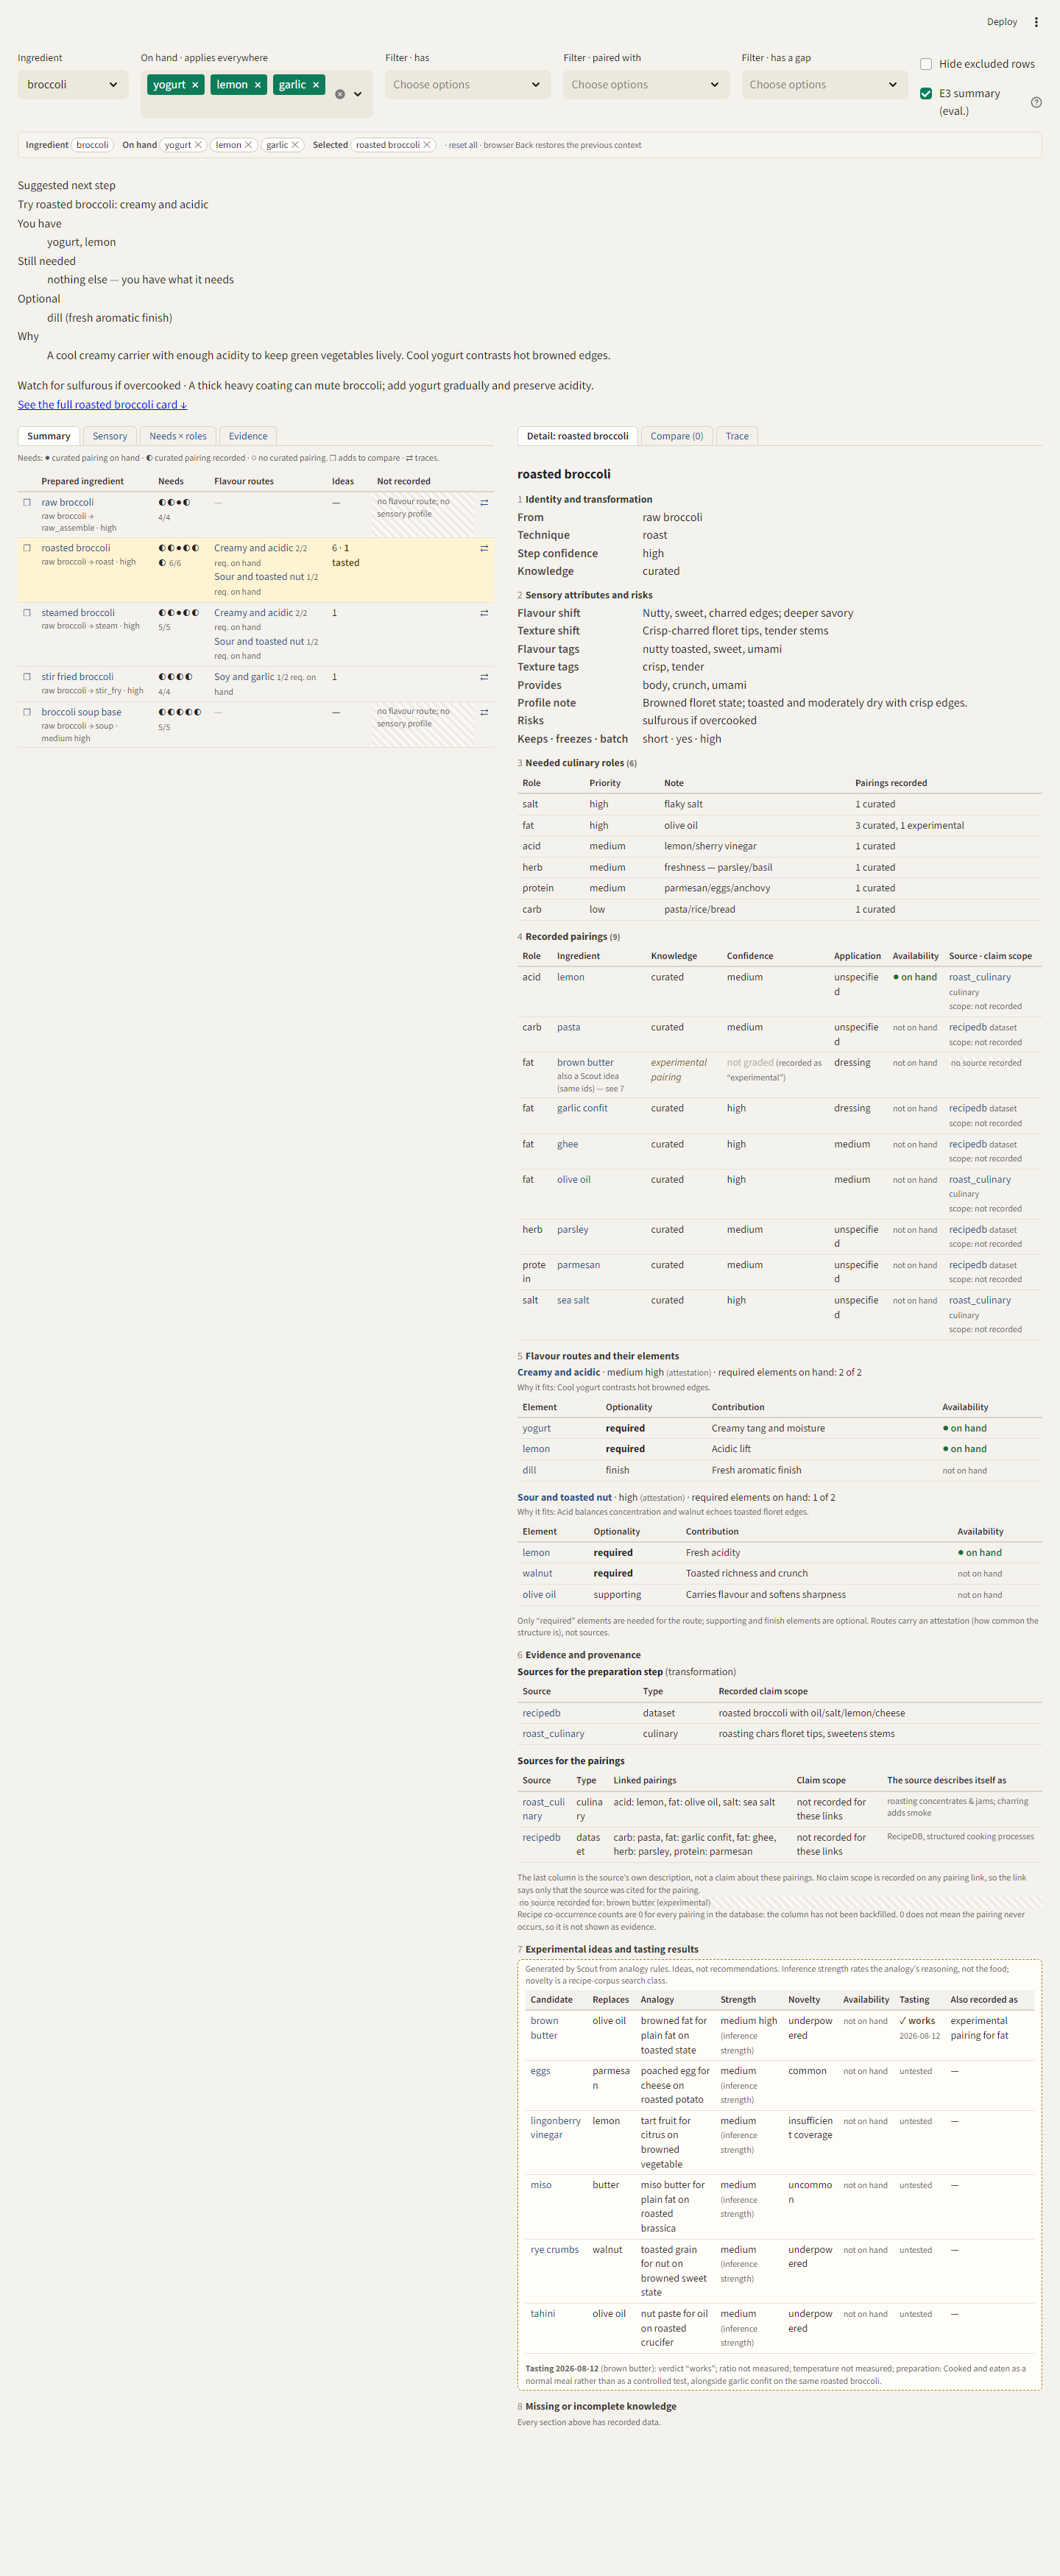 Deploy
Ingredient
broccoli
On hand · applies everywhere
yogurt × lemon × garlic ×
Filter · has
Choose options
Filter · paired with
Choose options
Filter · has a gap
Choose options
Hide excluded rows
E3 summary
(eval.)
Ingredient broccoli On hand yogurt × lemon × garlic × Selected roasted broccoli × · reset all · browser Back restores the previous context
Suggested next step
Try roasted broccoli: creamy and acidic
You have
yogurt, lemon
Still needed
nothing else — you have what it needs
Optional
dill (fresh aromatic finish)
Why
A cool creamy carrier with enough acidity to keep green vegetables lively. Cool yogurt contrasts hot browned edges.
Watch for sulfurous if overcooked · A thick heavy coating can mute broccoli; add yogurt gradually and preserve acidity.
See the full roasted broccoli card ↓
Summary Sensory Needs × roles Evidence
Needs: ● curated pairing on hand · ◐ curated pairing recorded · ○ no curated pairing. ❐ adds to compare · ⇄ traces.
Prepared ingredient Needs Flavour routes Ideas Not recorded
❐ raw broccoli ◐◐●◐ — — no flavour route; no ⇄
raw broccoli → 4/4 sensory profile
raw_assemble · high
❐ roasted broccoli ◐◐●◐◐ Creamy and acidic 2/2 6 · 1 ⇄
raw broccoli → roast · high ◐ 6/6 req. on hand tasted
Sour and toasted nut 1/2
req. on hand
❐ steamed broccoli ◐◐●◐◐ Creamy and acidic 2/2 1 ⇄
raw broccoli → steam · high 5/5 req. on hand
Sour and toasted nut 1/2
req. on hand
❐ stir fried broccoli ◐◐◐◐ Soy and garlic 1/2 req. on 1 ⇄
raw broccoli → stir_fry · high 4/4 hand
❐ broccoli soup base ◐◐◐◐◐ — — no flavour route; no ⇄
raw broccoli → soup · 5/5 sensory profile
medium high
Detail: roasted broccoli Compare (0) Trace
roasted broccoli
1 Identity and transformation
From raw broccoli
Technique roast
Step confidence high
Knowledge curated
2 Sensory attributes and risks
Flavour shift Nutty, sweet, charred edges; deeper savory
Texture shift Crisp-charred floret tips, tender stems
Flavour tags nutty toasted, sweet, umami
Texture tags crisp, tender
Provides body, crunch, umami
Profile note Browned floret state; toasted and moderately dry with crisp edges.
Risks sulfurous if overcooked
Keeps · freezes · batch short · yes · high
3 Needed culinary roles (6)
Role Priority Note Pairings recorded
salt high flaky salt 1 curated
fat high olive oil 3 curated, 1 experimental
acid medium lemon/sherry vinegar 1 curated
herb medium freshness — parsley/basil 1 curated
protein medium parmesan/eggs/anchovy 1 curated
carb low pasta/rice/bread 1 curated
4 Recorded pairings (9)
Role Ingredient Knowledge Confidence Application Availability Source · claim scope
acid lemon curated medium unspecifie ● on hand roast_culinary
d culinary
scope: not recorded
carb pasta curated medium unspecifie not on hand recipedb dataset
d scope: not recorded
fat brown butter experimental not graded (recorded as dressing not on hand no source recorded
also a Scout idea pairing "experimental")
(same ids) — see 7
fat garlic confit curated high dressing not on hand recipedb dataset
scope: not recorded
fat ghee curated high medium not on hand recipedb dataset
scope: not recorded
fat olive oil curated high medium not on hand roast_culinary
culinary
scope: not recorded
herb parsley curated medium unspecifie not on hand recipedb dataset
d scope: not recorded
prote parmesan curated medium unspecifie not on hand recipedb dataset
in d scope: not recorded
salt sea salt curated high unspecifie not on hand roast_culinary
d culinary
scope: not recorded
5 Flavour routes and their elements
Creamy and acidic · medium high (attestation) · required elements on hand: 2 of 2
Why it fits: Cool yogurt contrasts hot browned edges.
Element Optionality Contribution Availability
yogurt required Creamy tang and moisture ● on hand
lemon required Acidic lift ● on hand
dill finish Fresh aromatic finish not on hand
Sour and toasted nut · high (attestation) · required elements on hand: 1 of 2
Why it fits: Acid balances concentration and walnut echoes toasted floret edges.
Element Optionality Contribution Availability
lemon required Fresh acidity ● on hand
walnut required Toasted richness and crunch not on hand
olive oil supporting Carries flavour and softens sharpness not on hand
Only "required" elements are needed for the route; supporting and finish elements are optional. Routes carry an attestation (how common the
structure is), not sources.
6 Evidence and provenance
Sources for the preparation step (transformation)
Source Type Recorded claim scope
recipedb dataset roasted broccoli with oil/salt/lemon/cheese
roast_culinary culinary roasting chars floret tips, sweetens stems
Sources for the pairings
Source Type Linked pairings Claim scope The source describes itself as
roast_culi culina acid: lemon, fat: olive oil, salt: sea salt not recorded for roasting concentrates & jams; charring
nary ry these links adds smoke
recipedb datas carb: pasta, fat: garlic confit, fat: ghee, not recorded for RecipeDB, structured cooking processes
et herb: parsley, protein: parmesan these links
The last column is the source's own description, not a claim about these pairings. No claim scope is recorded on any pairing link, so the link
says only that the source was cited for the pairing.
no source recorded for: brown butter (experimental)
Recipe co-occurrence counts are 0 for every pairing in the database: the column has not been backfilled. 0 does not mean the pairing never
occurs, so it is not shown as evidence.
7 Experimental ideas and tasting results
Generated by Scout from analogy rules. Ideas, not recommendations. Inference strength rates the analogy's reasoning, not the food;
novelty is a recipe-corpus search class.
Candidate Replaces Analogy Strength Novelty Availability Tasting Also recorded as
brown olive oil browned fat for medium high underpow not on hand ✓ works experimental
butter plain fat on (inference ered 2026-08-12 pairing for fat
toasted state strength)
eggs parmesa poached egg for medium common not on hand untested —
n cheese on (inference
roasted potato strength)
lingonberry lemon tart fruit for medium insufficien not on hand untested —
vinegar citrus on (inference t coverage
browned strength)
vegetable
miso butter miso butter for medium uncommo not on hand untested —
plain fat on (inference n
roasted strength)
brassica
rye crumbs walnut toasted grain medium underpow not on hand untested —
for nut on (inference ered
browned sweet strength)
state
tahini olive oil nut paste for oil medium underpow not on hand untested —
on roasted (inference ered
crucifer strength)
Tasting 2026-08-12 (brown butter): verdict "works"; ratio not measured; temperature not measured; preparation: Cooked and eaten as a
normal meal rather than as a controlled test, alongside garlic confit on the same roasted broccoli.
8 Missing or incomplete knowledge
Every section above has recorded data.